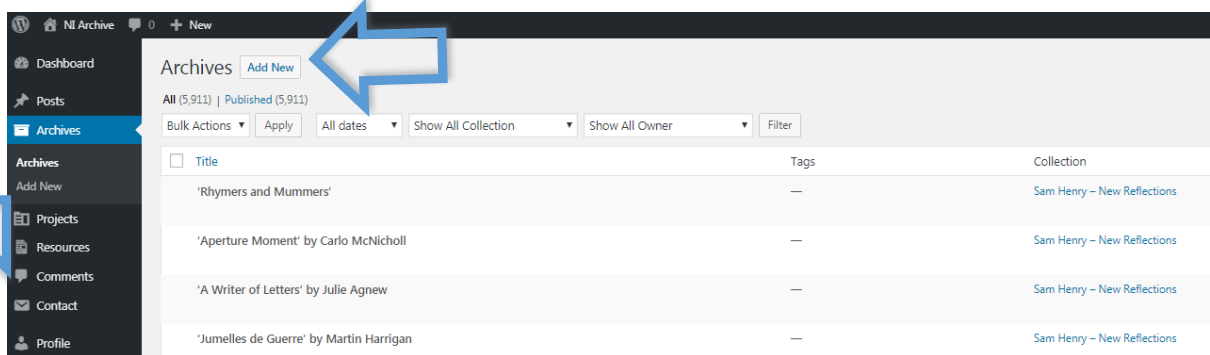 NI Archive 0 + New
Dashboard
Posts
Archives
Archives
Add New
Projects
Resources
Comments
Contact
Profile
Archives Add New
All (5,911) | Published (5,911)
Bulk Actions Apply All dates Show All Collection Show All Owner Filter
Title Tags Collection
‘Rhymers and Mummers’ — Sam Henry – New Reflections
‘Aperture Moment’ by Carlo McNicholl — Sam Henry – New Reflections
‘A Writer of Letters’ by Julie Agnew — Sam Henry – New Reflections
‘Jumelles de Guerre’ by Martin Harrigan — Sam Henry – New Reflections